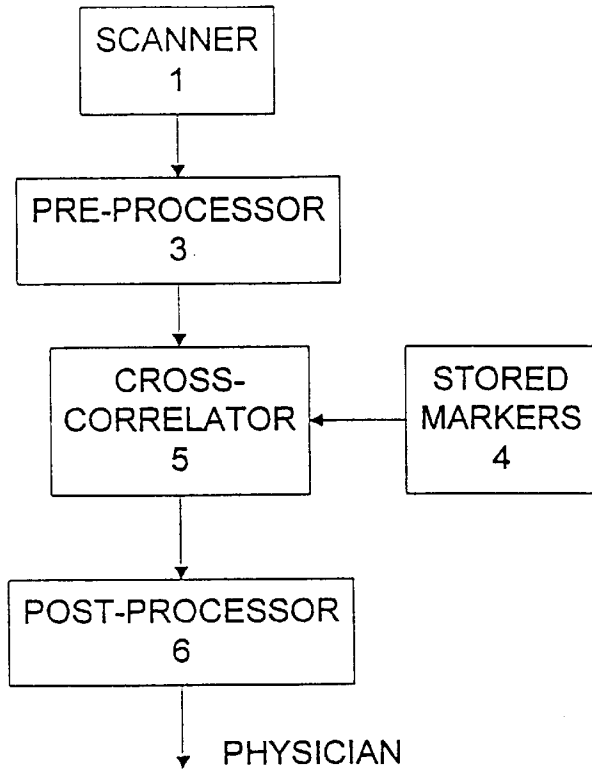 SCANNER
1
PRE-PROCESSOR
3
CROSS-
CORRELATOR
5
STORED
MARKERS
4
POST-PROCESSOR
6
PHYSICIAN